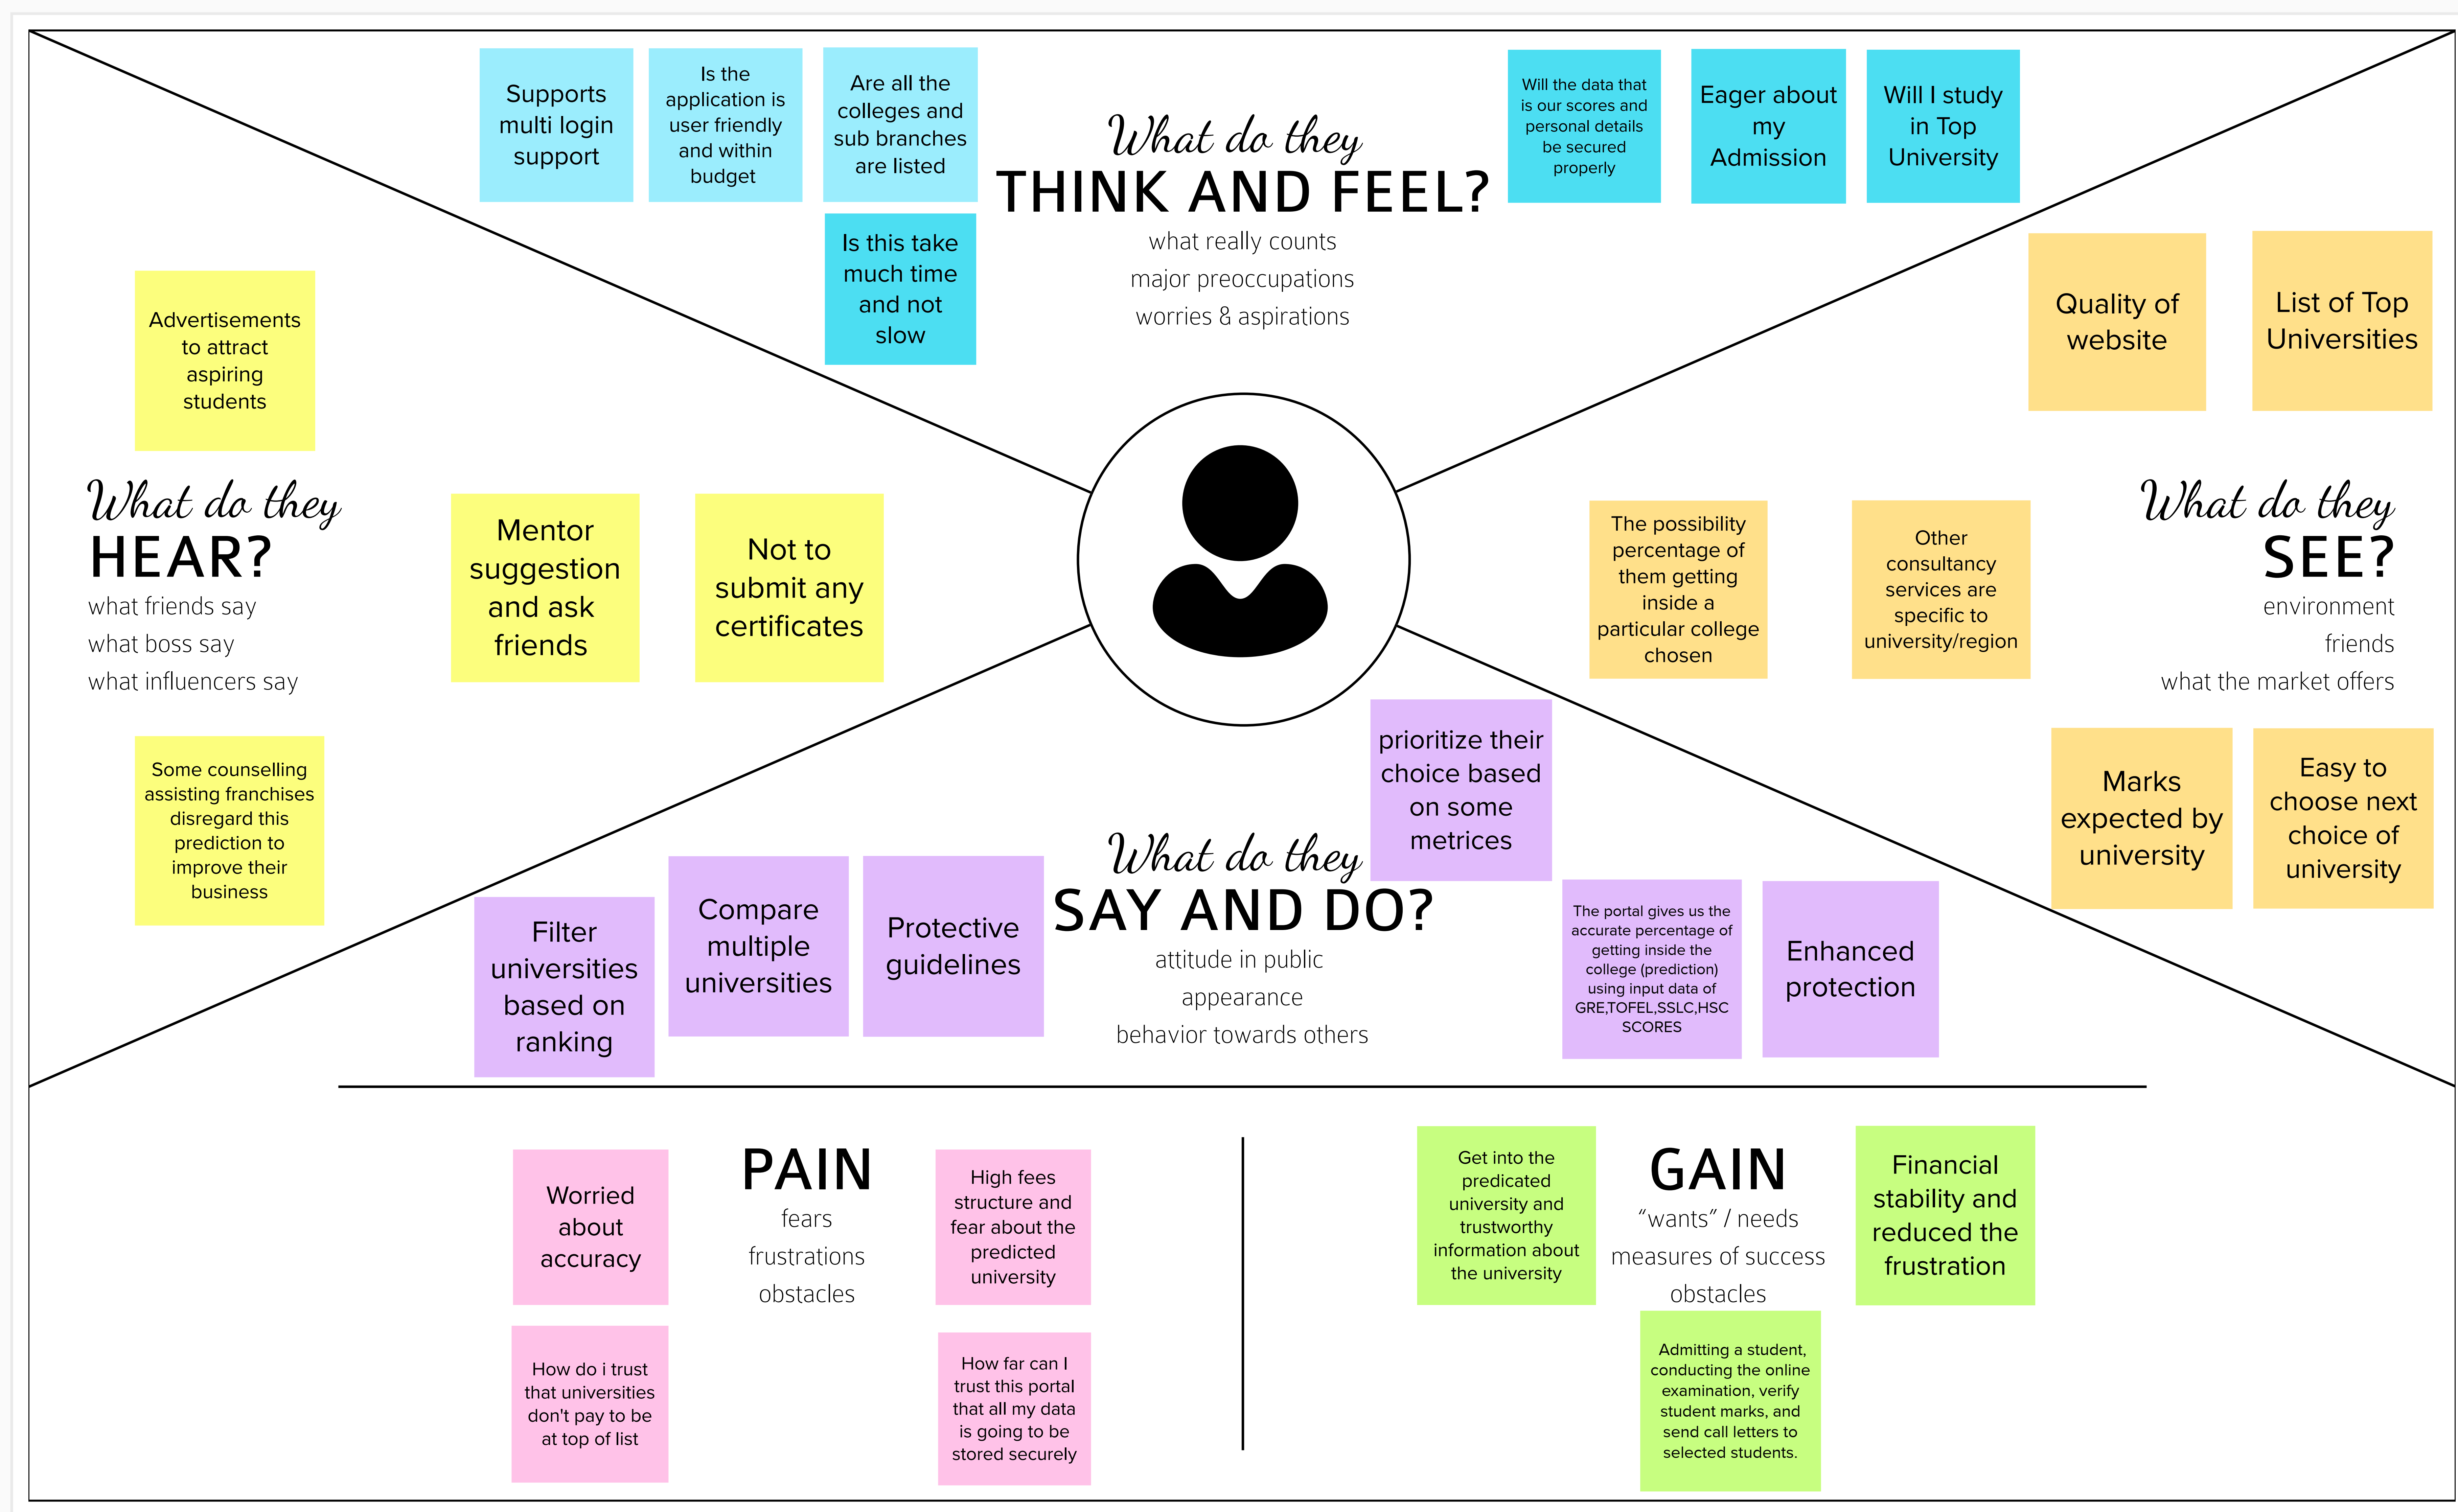 Supports
multi login
support
Is the
application is
user friendly
and within
budget
Are all the
colleges and
sub branches
are listed
Is this take
much time
and not
slow
What do they
THINK AND FEEL?
what really counts
major preoccupations
worries & aspirations
Will the data that
is our scores and
personal details
be secured
properly
Eager about
my
Admission
Will I study
in Top
University
Advertisements
to attract
aspiring
students
What do they
HEAR?
what friends say
what boss say
what influencers say
Mentor
suggestion
and ask
friends
Not to
submit any
certificates
Some counselling
assisting franchises
disregard this
prediction to
improve their
business
Quality of
website
List of Top
Universities
The possibility
percentage of
them getting
inside a
particular college
chosen
Other
consultancy
services are
specific to
university/region
What do they
SEE?
environment
friends
what the market offers
Marks
expected by
university
Easy to
choose next
choice of
university
Filter
universities
based on
ranking
Compare
multiple
universities
Protective
guidelines
What do they
SAY AND DO?
attitude in public
appearance
behavior towards others
prioritize their
choice based
on some
metrices
The portal gives us the
accurate percentage of
getting inside the
college (prediction)
using input data of
GRE,TOFEL,SSLC,HSC
SCORES
Enhanced
protection
Worried
about
accuracy
PAIN
fears
frustrations
obstacles
High fees
structure and
fear about the
predicted
university
How do i trust
that universities
don't pay to be
at top of list
How far can I
trust this portal
that all my data
is going to be
stored securely
Get into the
predicated
university and
trustworthy
information about
the university
GAIN
“wants” / needs
measures of success
obstacles
Financial
stability and
reduced the
frustration
Admitting a student,
conducting the online
examination, verify
student marks, and
send call letters to
selected students.